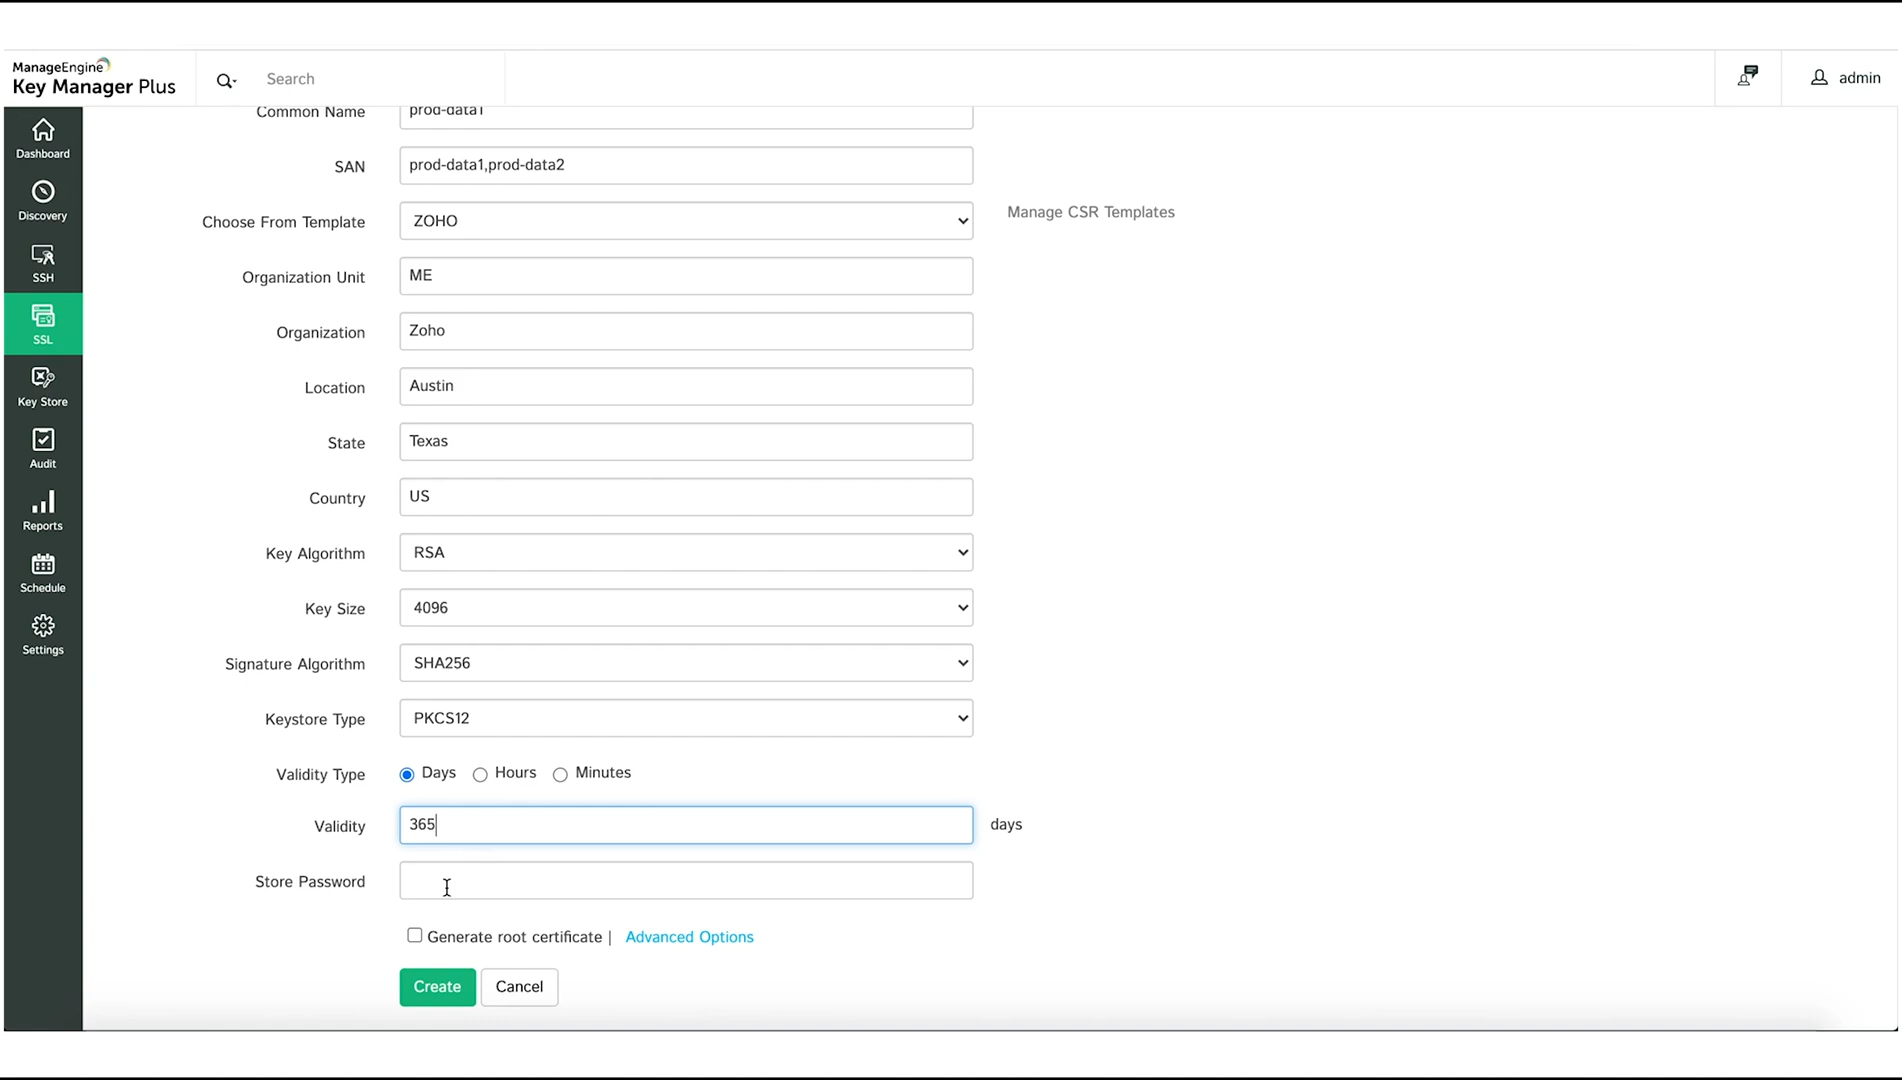 ManageEngine
Key Manager Plus
Search
admin
Dashboard
Discovery
SSH
SSL
Key Store
Audit
Reports
Schedule
Settings
Common Name prod-data1
SAN prod-data1,prod-data2
Choose From Template ZOHO Manage CSR Templates
Organization Unit ME
Organization Zoho
Location Austin
State Texas
Country US
Key Algorithm RSA
Key Size 4096
Signature Algorithm SHA256
Keystore Type PKCS12
Validity Type Days Hours Minutes
Validity 365 days
Store Password
Generate root certificate | Advanced Options
Create Cancel